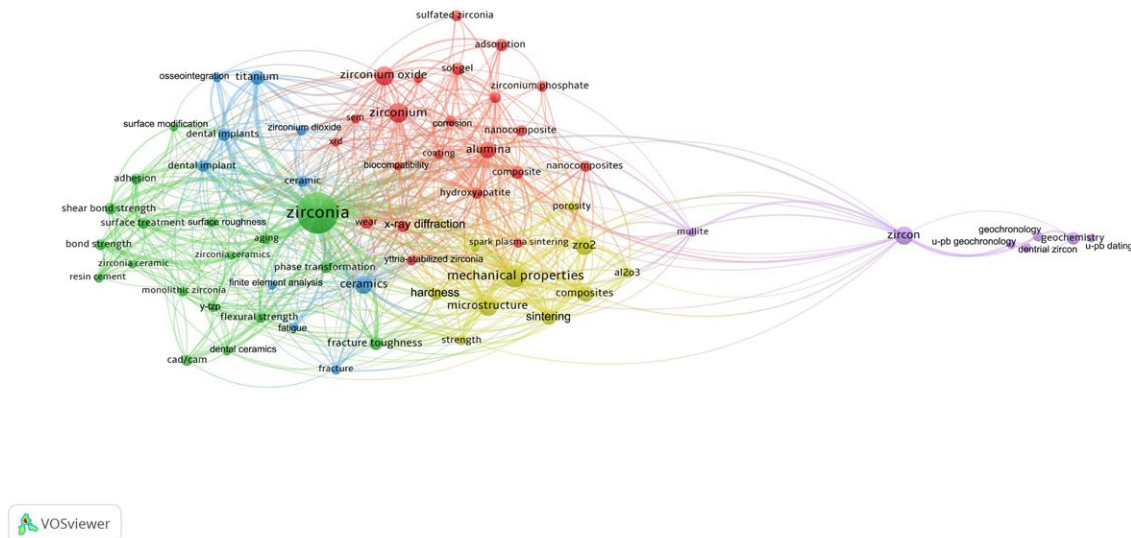 sulfated zirconia
adsorption
osseointegration
titanium
zirconium oxide
sol-gel
zirconium phosphate
surface modification
zirconium
sem
corrosion
dental implants
zirconium dioxide
nanocomposite
xrd
alumina
coating
dental implant
biocompatibility
nanocomposites
composite
adhesion
ceramic
hydroxyapatite
shear bond strength
zirconia
porosity
surface treatment
surface roughness
wear
x-ray diffraction
mullite
zircon
geochronology
geochemistry
bond strength
aging
spark plasma sintering
zro2
u-pb geochronology
dentrial zircon
u-pb dating
zirconia ceramic
zirconia ceramics
yttria-stabilized zirconia
resin cement
phase transformation
mechanical properties
al2o3
monolithic zirconia
finite element analysis
ceramics
hardness
composites
y-tzp
microstructure
flexural strength
sintering
fatigue
strength
fracture toughness
dental ceramics
cad/cam
fracture
VOSviewer